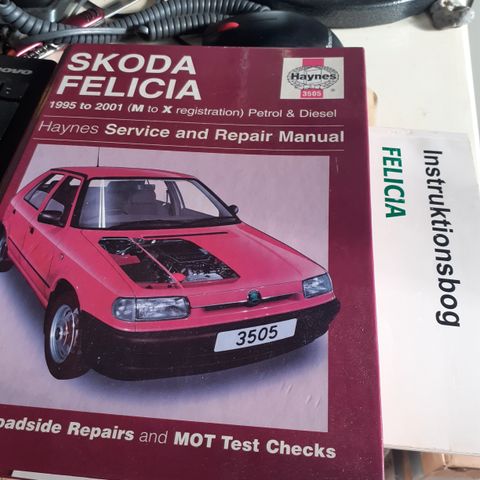 SKODA
FELICIA
1995 to 2001 (M to X registration) Petrol & Diesel
Haynes
3505
Haynes Service and Repair Manual
3505
oadside Repairs and MOT Test Checks
Instruktionsbog
FELICIA
ovo